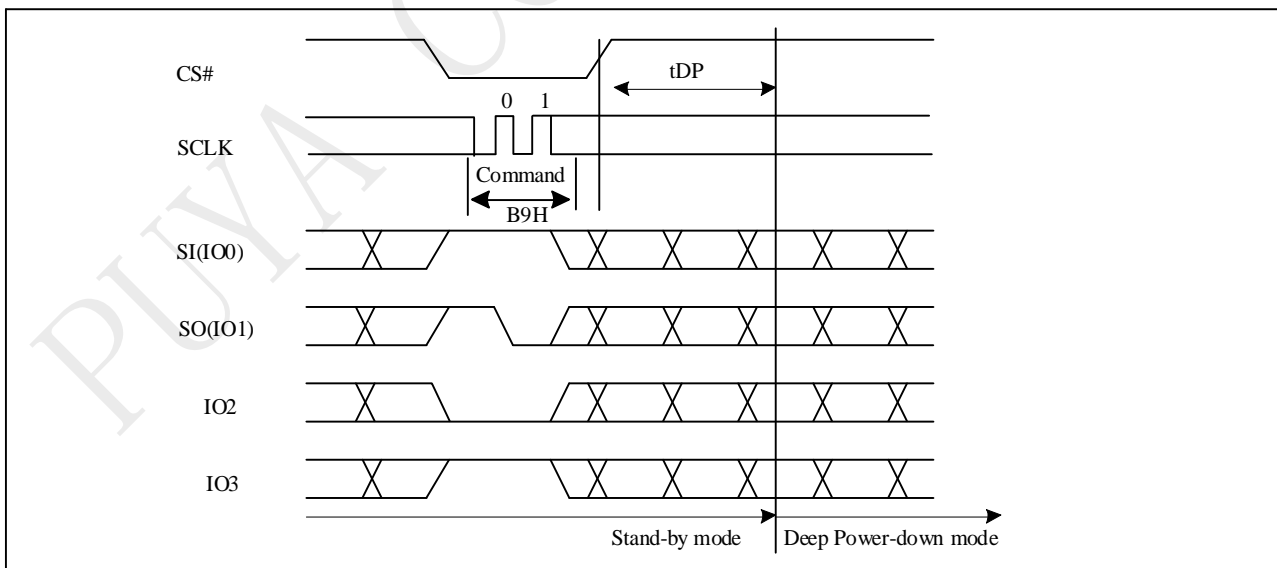 PUYA C
CS#
tDP
0 1
SCLK
Command
B9H
SI(IO0)
SO(IO1)
IO2
IO3
Stand-by mode
Deep Power-down mode